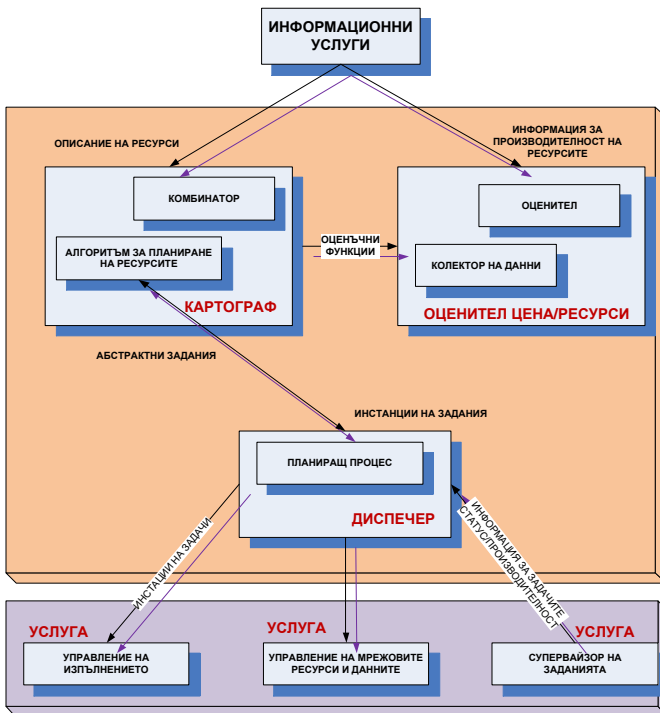 ИНФОРМАЦИОННИ
УСЛУГИ
ОПИСАНИЕ НА РЕСУРСИ
ИНФОРМАЦИЯ ЗА
ПРОИЗВОДИТЕЛНОСТ НА
РЕСУРСИТЕ
КОМБИНАТОР
АЛГОРИТЪМ ЗА ПЛАНИРАНЕ
НА РЕСУРСИТЕ
КАРТОГРАФ
ОЦЕНЪЧНИ
ФУНКЦИИ
ОЦЕНИТЕЛ
КОЛЕКТОР НА ДАННИ
ОЦЕНИТЕЛ ЦЕНА/РЕСУРСИ
АБСТРАКТНИ ЗАДАНИЯ
ИНСТАНЦИИ НА ЗАДАНИЯ
ПЛАНИРАЩ ПРОЦЕС
ДИСПЕЧЕР
ИНСТАЦИИ НА ЗАДАЧИ
ИНФОРМАЦИЯ ЗА ЗАДАЧИТЕ
СТАТУС/ПРОИЗВОДИТЕЛНОСТ
УСЛУГА
УПРАВЛЕНИЕ НА
ИЗПЪЛНЕНИЕТО
УСЛУГА
УПРАВЛЕНИЕ НА МРЕЖОВИТЕ
РЕСУРСИ И ДАННИТЕ
УСЛУГА
СУПЕРВАЙЗОР НА
ЗАДАНИЯТА